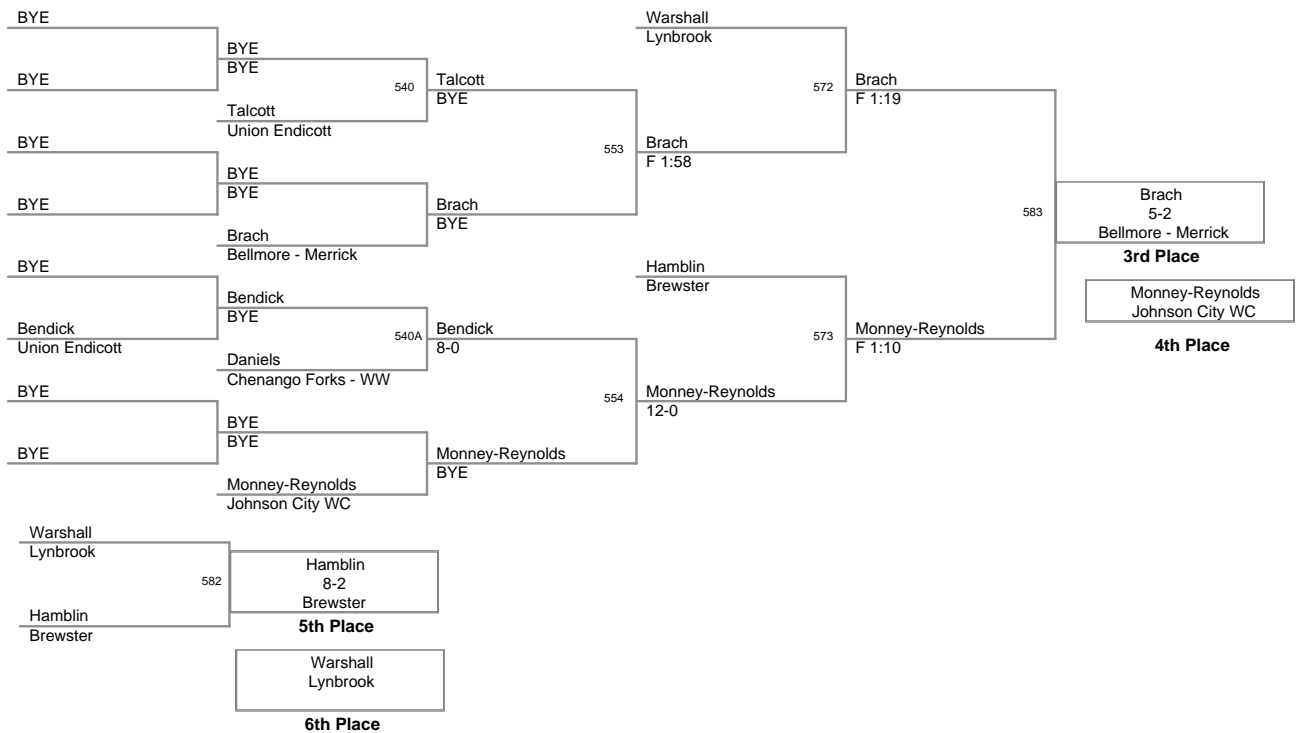 BYE
BYE
BYE
BYE
BYE
Bendick
Union Endicott
BYE
BYE
BYE
BYE
540
Talcott
Union Endicott
BYE
BYE
Brach
Bellmore - Merrick
Bendick
BYE
540A
Daniels
Chenango Forks - WW
BYE
BYE
Monney-Reynolds
Johnson City WC
Talcott
BYE
553
Brach
BYE
Bendick
8-0
554
Monney-Reynolds
BYE
Warshall
Lynbrook
572
Brach
F 1:58
Hamblin
Brewster
573
Monney-Reynolds
12-0
Brach
F 1:19
583
Monney-Reynolds
F 1:10
Brach
5-2
Bellmore - Merrick
3rd Place
Monney-Reynolds
Johnson City WC
4th Place
Warshall
Lynbrook
582
Hamblin
Brewster
Hamblin
8-2
Brewster
5th Place
Warshall
Lynbrook
6th Place